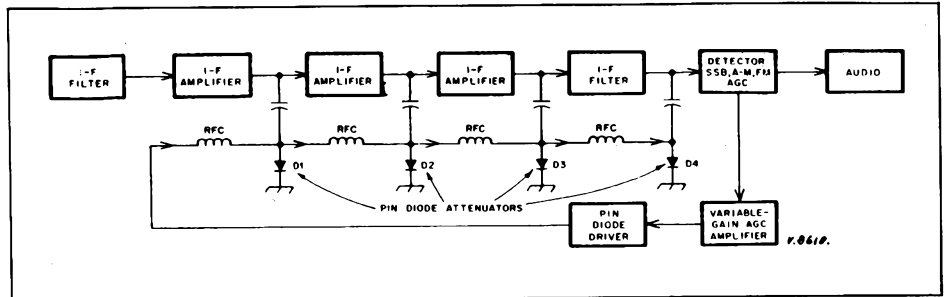 I-F
FILTER
I-F
AMPLIFIER
I-F
AMPLIFIER
I-F
AMPLIFIER
I-F
FILTER
DETECTOR
SSB, A-M, FM
AGC
AUDIO
RFC
RFC
RFC
RFC
D1
D2
D3
D4
PIN DIODE ATTENUATORS
PIN
DIODE
DRIVER
VARIABLE-
GAIN AGC
AMPLIFIER